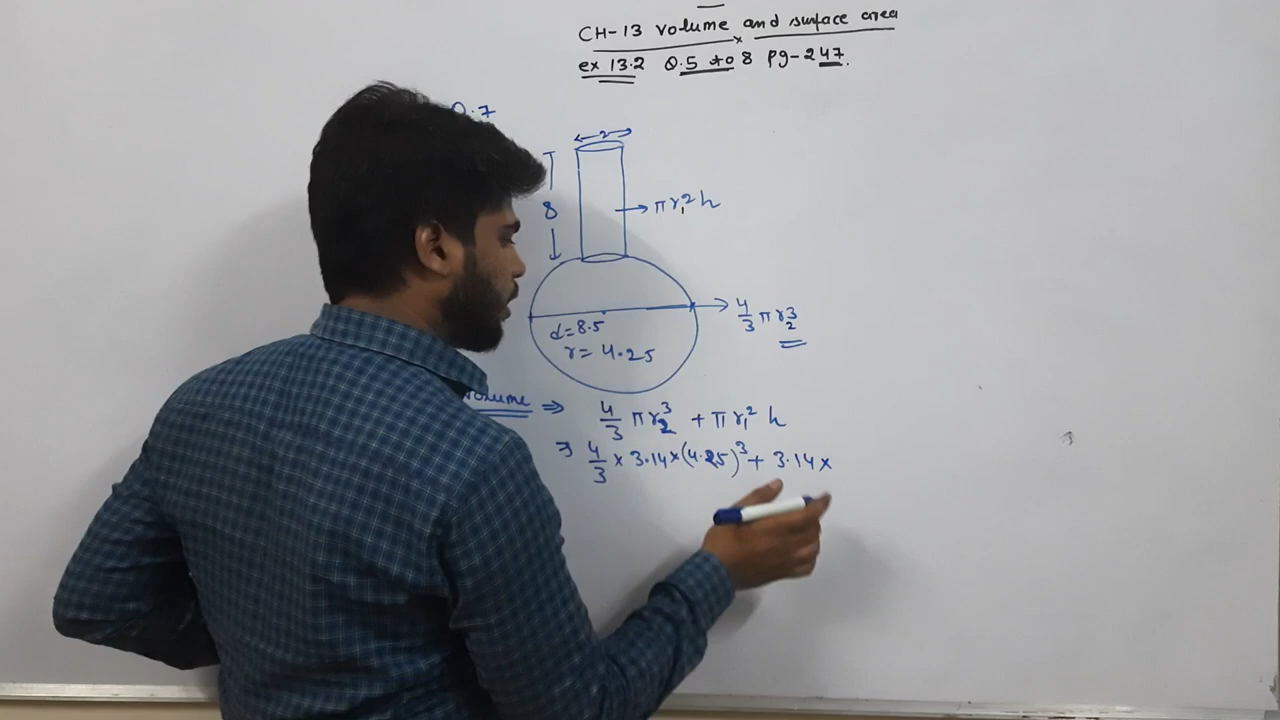 CH-13 volume and surface area
ex 13.2 Q.5 to 8 pg-247.
Q.7
2
8
πr₁²h
4/3 πr₂³
d=8.5
r=4.25
volume ⇒ 4/3 πr₂³ + πr₁²h
⇒ 4/3 × 3.14×(4.25)³+ 3.14×